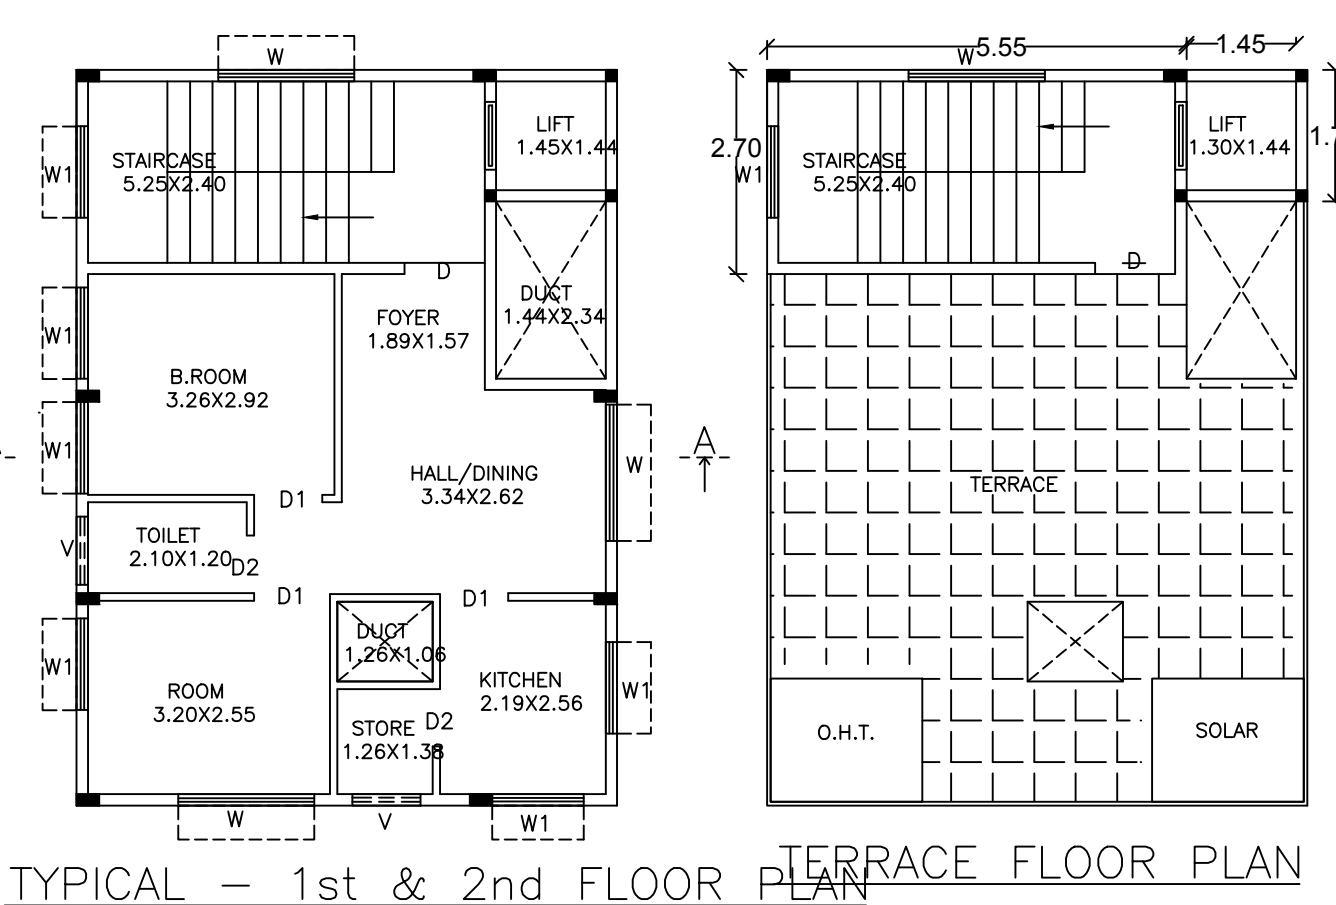 W
STAIRCASE
5.25X2.40
W1
LIFT
1.45X1.44
D
DUCT
1.44X2.34
FOYER
1.89X1.57
W1
B.ROOM
3.26X2.92
W1
HALL/DINING
3.34X2.62
W
D1
TOILET
2.10X1.20
V
D2
D1
D1
DUCT
1.26X1.06
W1
ROOM
3.20X2.55
KITCHEN
2.19X2.56
W1
STORE
D2
1.26X1.38
W
V
W1
TYPICAL - 1st & 2nd FLOOR PLAN
A
5.55
1.45
W
2.70
W1
STAIRCASE
5.25X2.40
LIFT
1.30X1.44
D
TERRACE
O.H.T.
SOLAR
TERRACE FLOOR PLAN